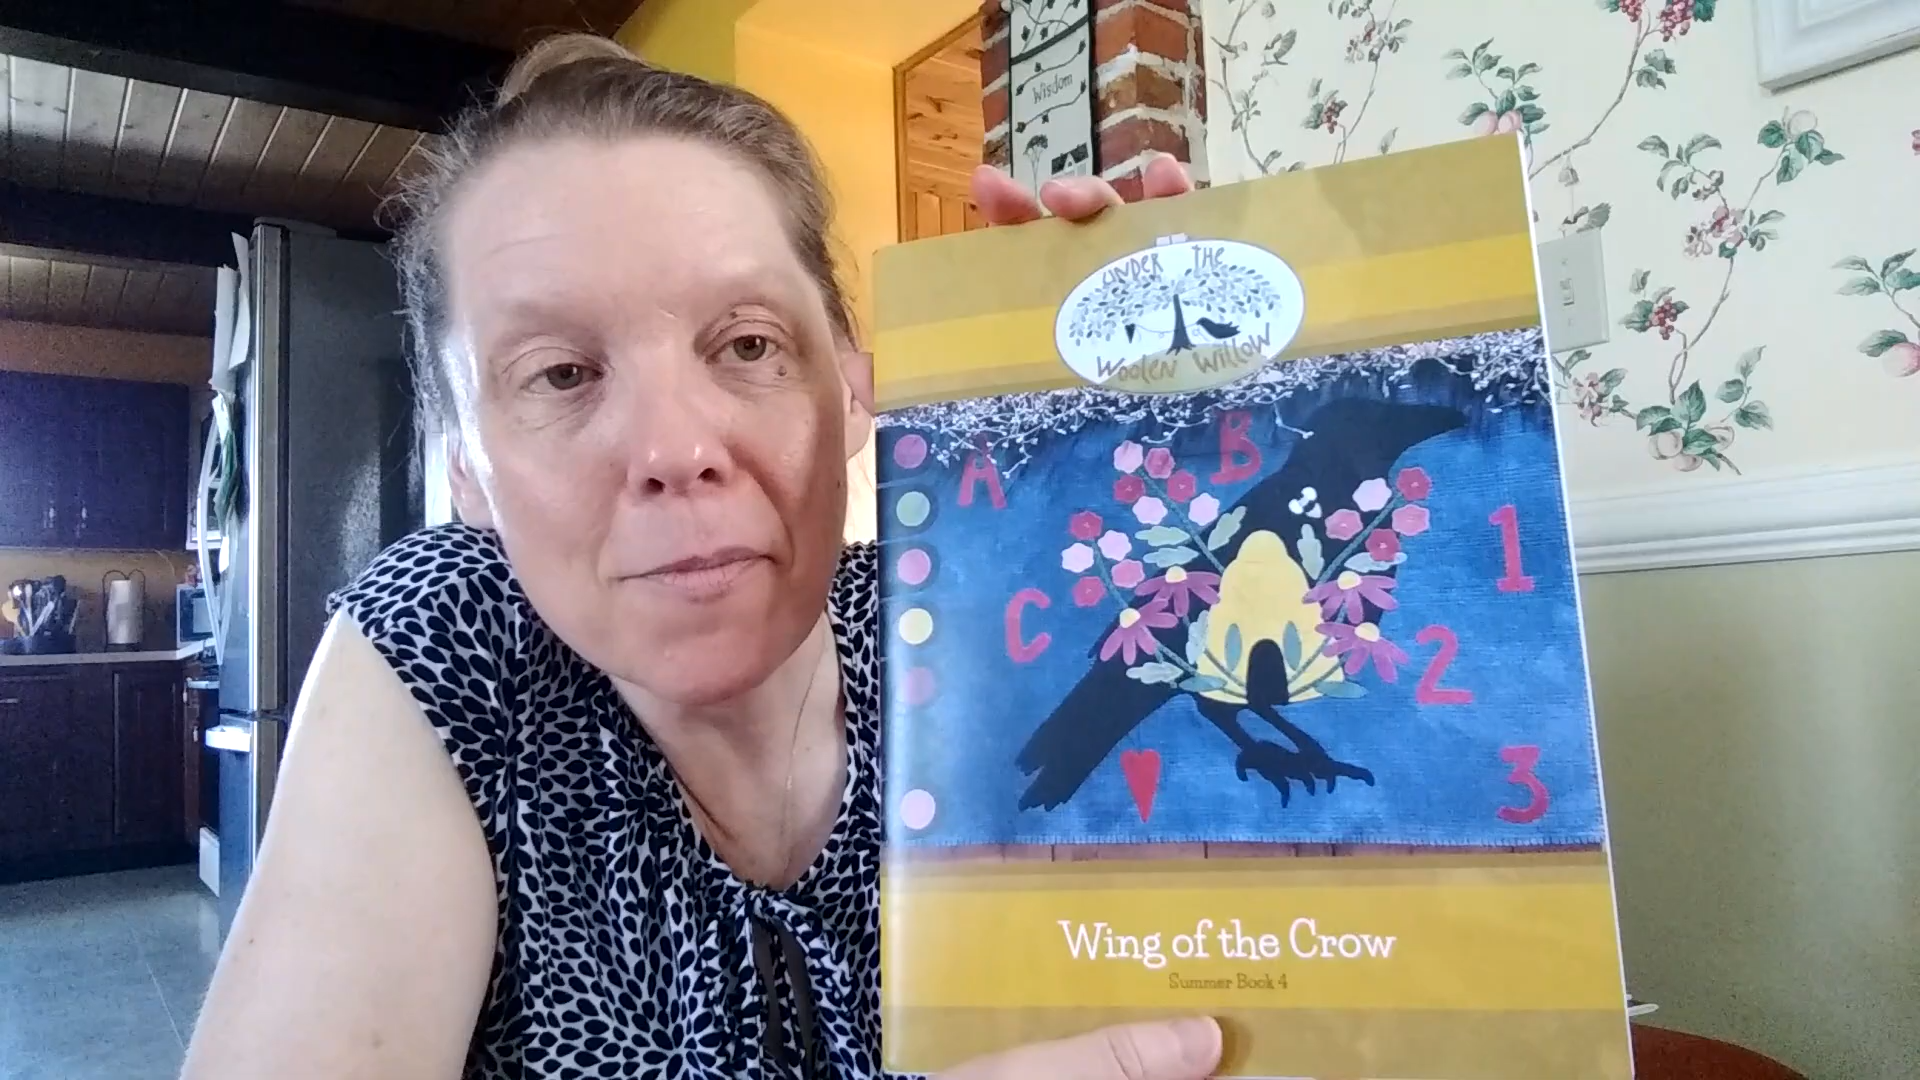 Wisdom
UNDER THE
Woolen Willow
A
B
C
1
2
3
Wing of the Crow
Summer Book 4